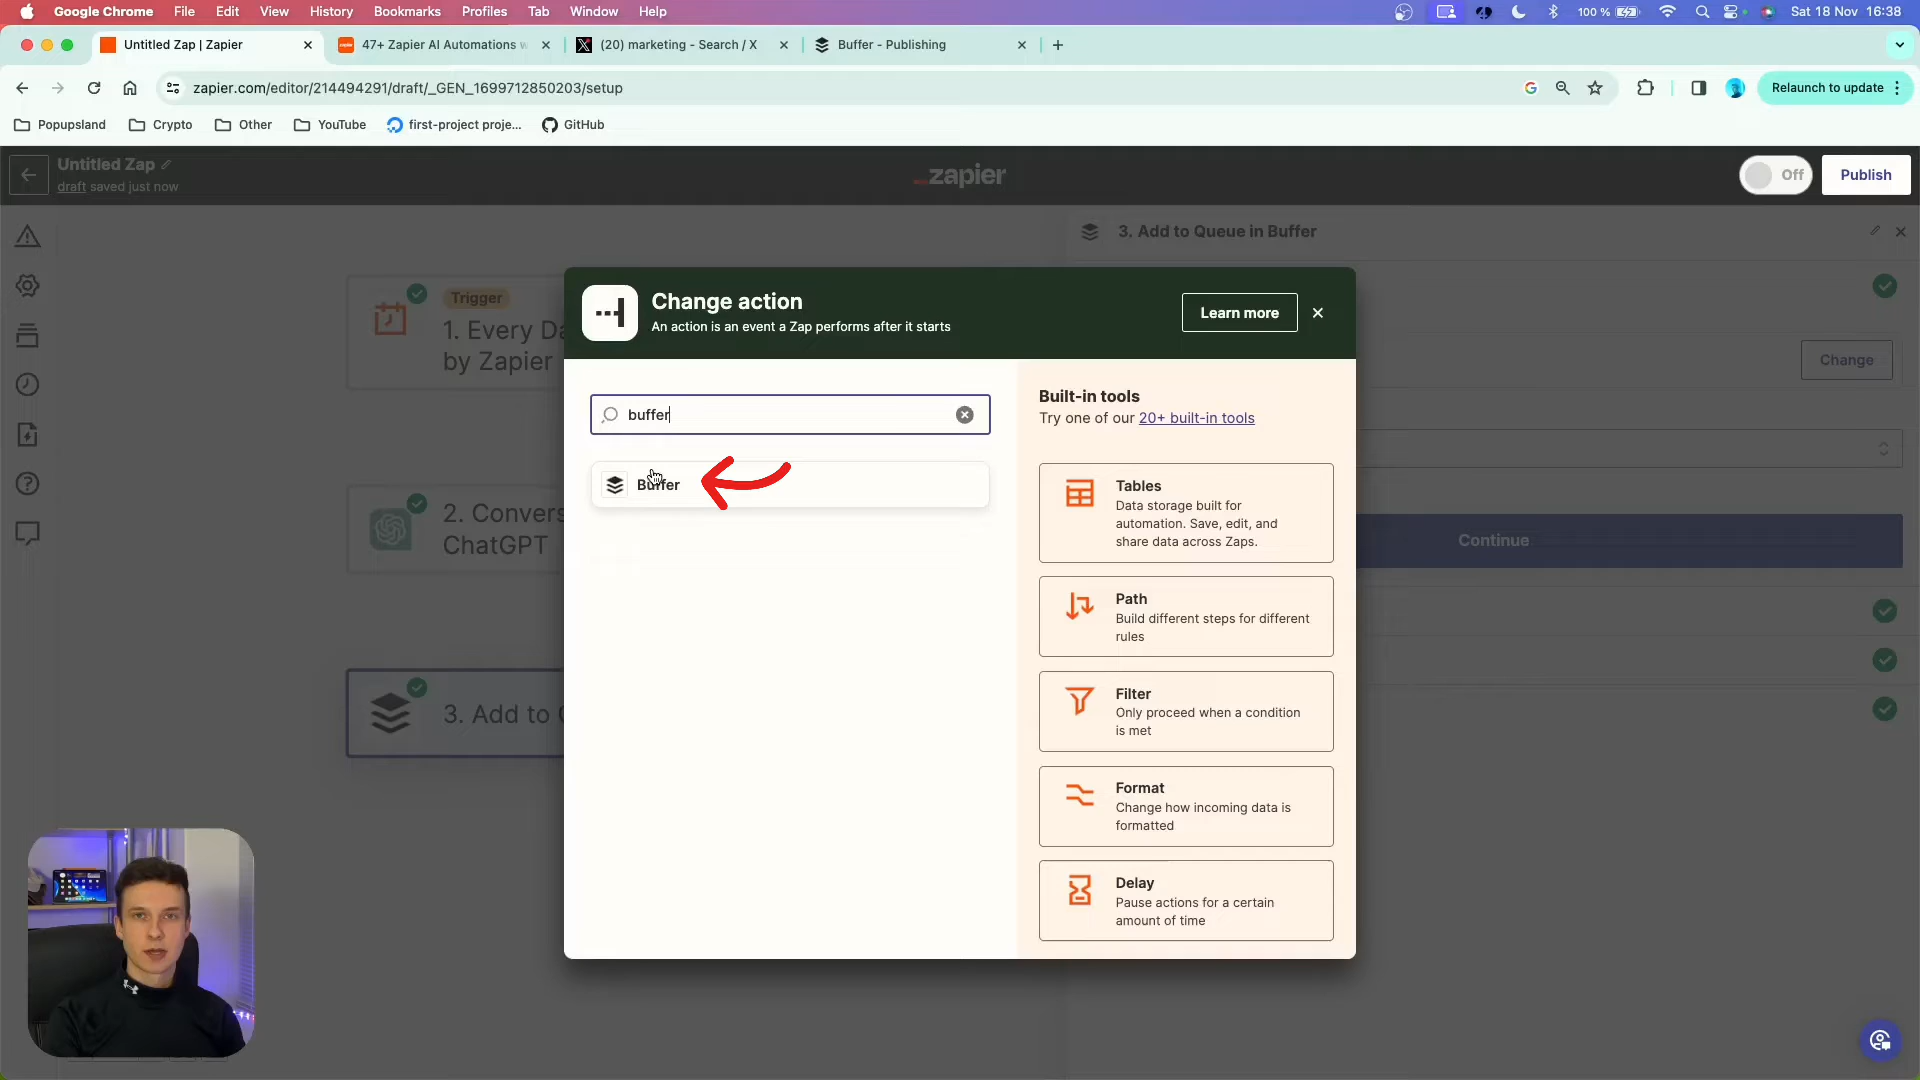 Google Chrome File Edit View History Bookmarks Profiles Tab Window Help 100 % Sat 18 Nov 16:38
Untitled Zap | Zapier
47+ Zapier AI Automations
(20) marketing - Search / X
Buffer - Publishing
zapier.com/editor/214494291/draft/_GEN_1699712850203/setup
Relaunch to update
Popupsland Crypto Other YouTube first-project proje... GitHub
Untitled Zap
draft saved just now
zapier
Off
Publish
3. Add to Queue in Buffer
Trigger
1. Every Da
by Zapier
2. Convers
ChatGPT
3. Add to
Change
Continue
Change action
An action is an event a Zap performs after it starts
Learn more
buffer
Buffer
Built-in tools
Try one of our 20+ built-in tools
Tables
Data storage built for
automation. Save, edit, and
share data across Zaps.
Path
Build different steps for different
rules
Filter
Only proceed when a condition
is met
Format
Change how incoming data is
formatted
Delay
Pause actions for a certain
amount of time